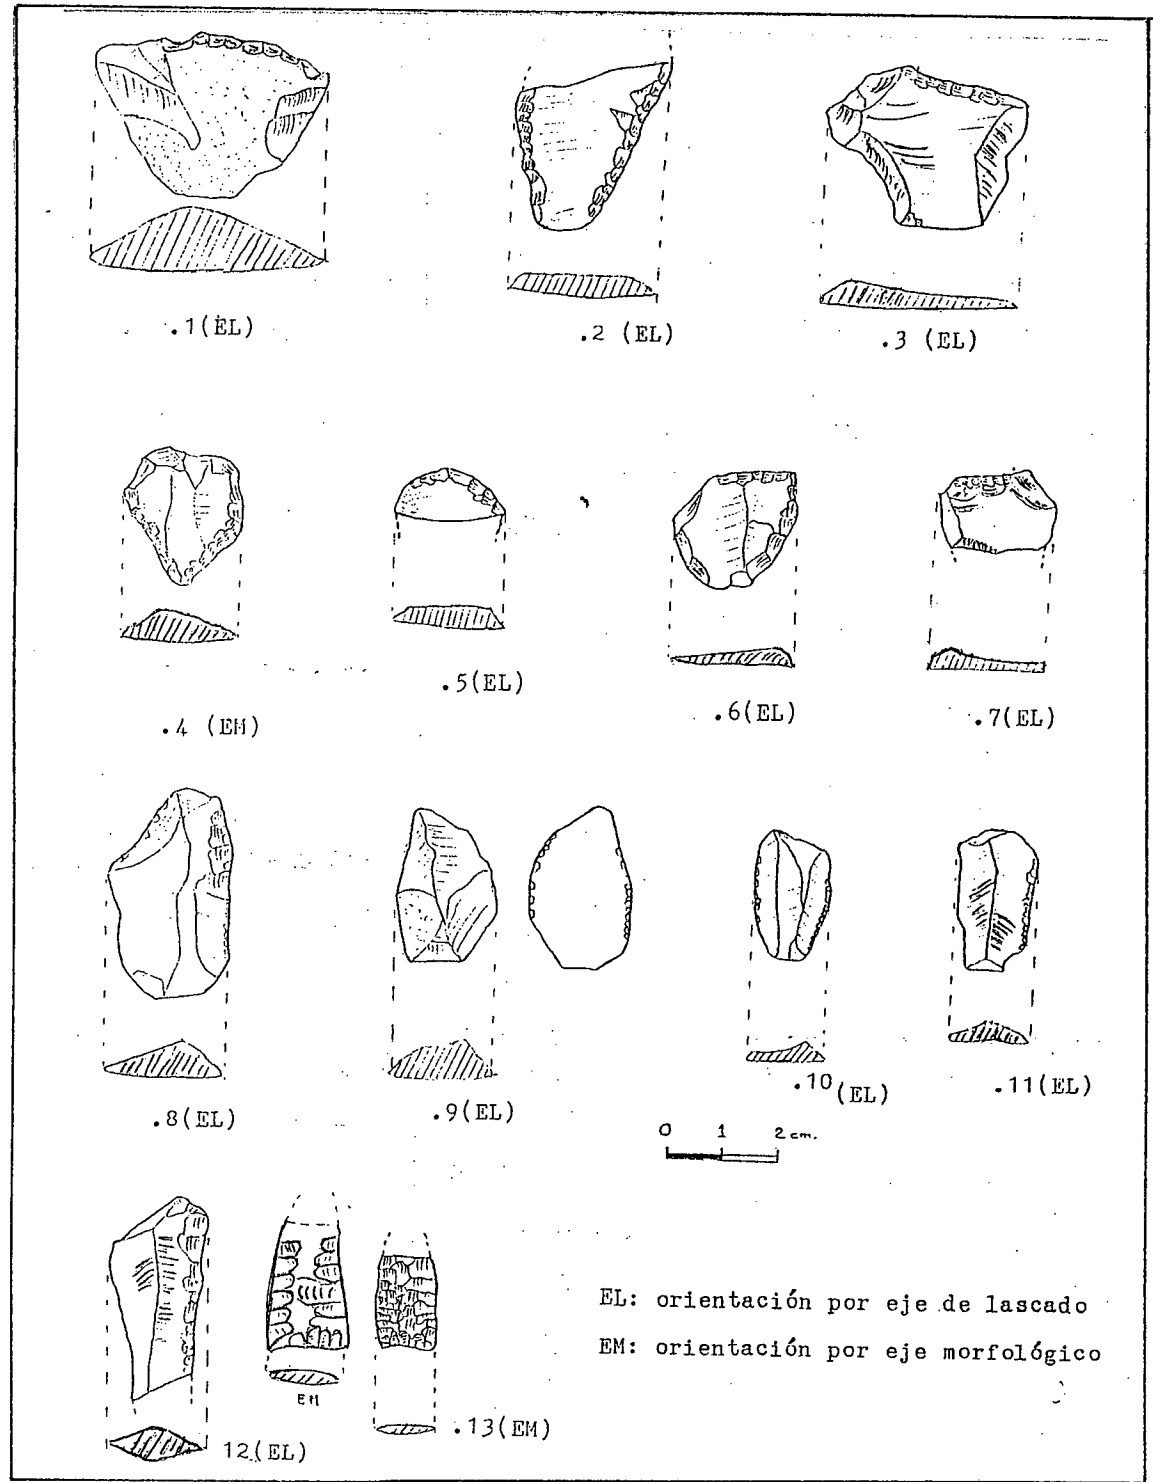 .1(EL)
.2 (EL)
.3 (EL)
.4 (EM)
.5(EL)
.6(EL)
.7(EL)
.8(EL)
.9(EL)
.10(EL)
.11(EL)
0 1 2cm.
EL: orientación por eje de lascado
EM: orientación por eje morfológico
EM
12(EL)
.13(EM)